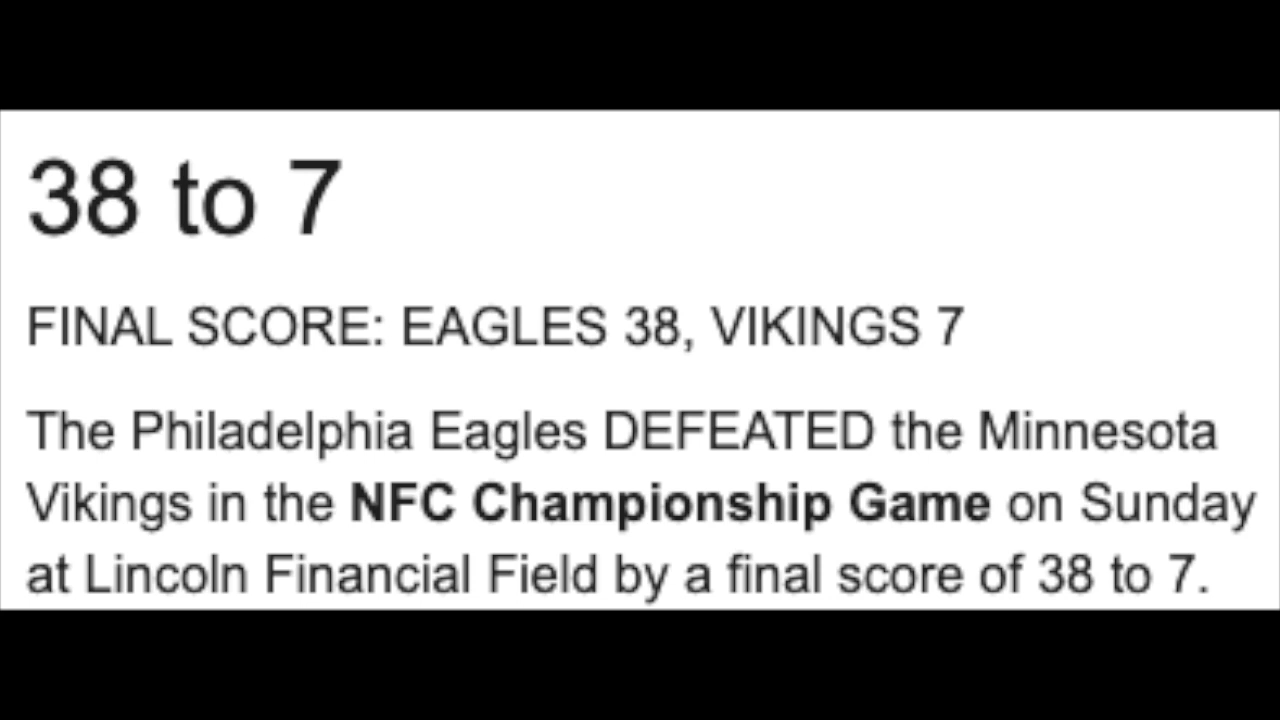 38 to 7
FINAL SCORE: EAGLES 38, VIKINGS 7
The Philadelphia Eagles DEFEATED the Minnesota
Vikings in the NFC Championship Game on Sunday
at Lincoln Financial Field by a final score of 38 to 7.